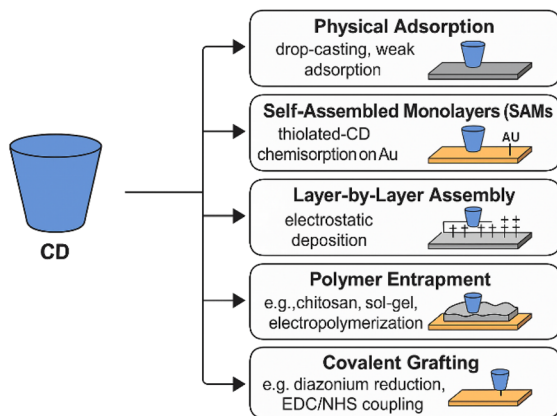 CD
Physical Adsorption
drop-casting, weak
adsorption
Self-Assembled Monolayers (SAMs
thiolated-CD
chemisorption on Au
AU
Layer-by-Layer Assembly
electrostatic
deposition
Polymer Entrapment
e.g.,chitosan, sol-gel,
electropolymerization
Covalent Grafting
e.g. diazonium reduction,
EDC/NHS coupling